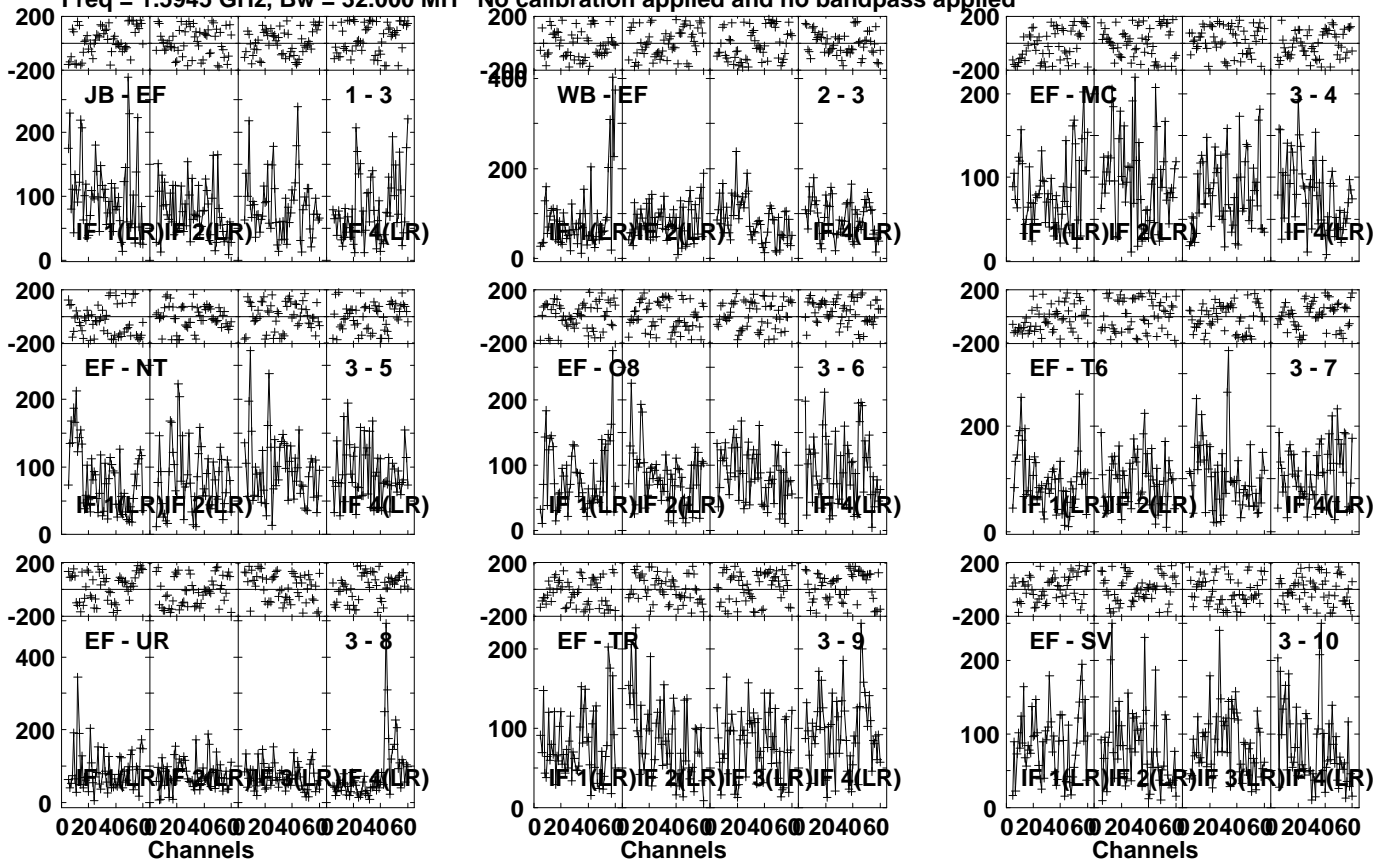 Freq = 1.5945 GHz, Bw = 32.000 MH No calibration applied and no bandpass applied
200
-200
JB - EF 1 - 3
200
100
0
IF 1(LR) IF 2(LR) IF 4(LR)
200
-200
400
WB - EF 2 - 3
200
0
IF 1(LR) IF 2(LR) IF 4(LR)
200
-200
EF - MC 3 - 4
200
100
0
IF 1(LR) IF 2(LR) IF 4(LR)
200
-200
EF - NT 3 - 5
200
100
0
IF 1(LR) IF 2(LR) IF 4(LR)
200
-200
EF - O8 3 - 6
200
100
0
IF 1(LR) IF 2(LR) IF 4(LR)
200
-200
EF - T6 3 - 7
200
0
IF 1(LR) IF 2(LR) IF 4(LR)
200
-200
EF - UR 3 - 8
400
200
0
IF 1(LR) IF 2(LR) IF 3(LR) IF 4(LR)
0 20 40 60 0 20 40 60 0 20 40 60 0 20 40 60
Channels
200
-200
EF - TR 3 - 9
200
100
0
IF 1(LR) IF 2(LR) IF 3(LR) IF 4(LR)
0 20 40 60 0 20 40 60 0 20 40 60 0 20 40 60
Channels
200
-200
EF - SV 3 - 10
200
0
IF 1(LR) IF 2(LR) IF 3(LR) IF 4(LR)
0 20 40 60 0 20 40 60 0 20 40 60 0 20 40 60
Channels